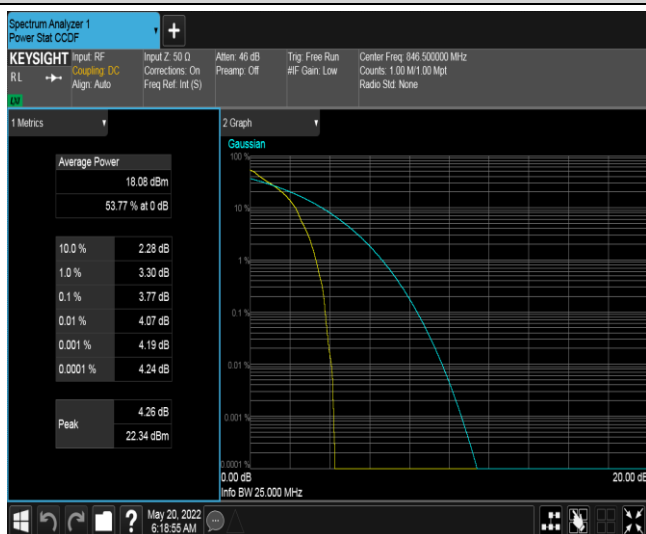 Spectrum Analyzer 1
Power Stat CCDF
+
KEYSIGHT Input: RF Input Z: 50 Ω Atten: 46 dB Trig: Free Run Center Freq: 846.500000 MHz
RL Coupling: DC Corrections: On Preamp: Off #IF Gain: Low Counts: 1.00 M/1.00 Mpt
Align: Auto Freq Ref: Int (S) Radio Std: None
1 Metrics
Average Power
18.08 dBm
53.77 % at 0 dB
10.0 % 2.28 dB
1.0 % 3.30 dB
0.1 % 3.77 dB
0.01 % 4.07 dB
0.001 % 4.19 dB
0.0001 % 4.24 dB
Peak 4.26 dB
22.34 dBm
2 Graph
Gaussian
100 %
10 %
1 %
0.1 %
0.01 %
0.001 %
0.0001 %
0.00 dB 20.00 dB
Info BW 25.000 MHz
? May 20, 2022
6:18:55 AM